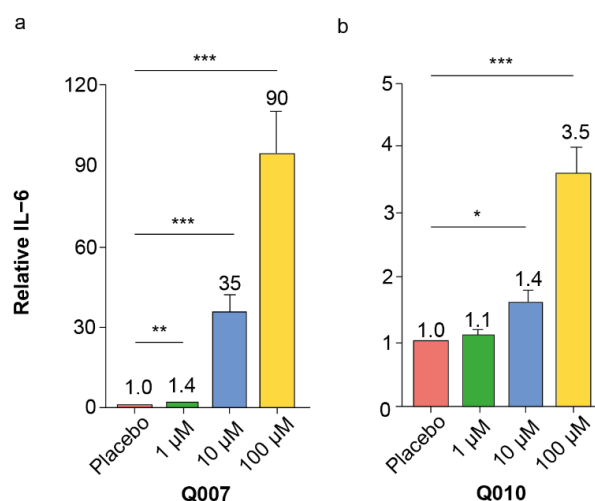 a
***
120
90
***
90
Relative IL−6
60
35
**
30
1.0
1.4
0
Placebo
1 µM
10 µM
100 µM
Q007
b
***
5
3.5
4
3
*
2
1.4
1.1
1.0
1
0
Placebo
1 µM
10 µM
100 µM
Q010